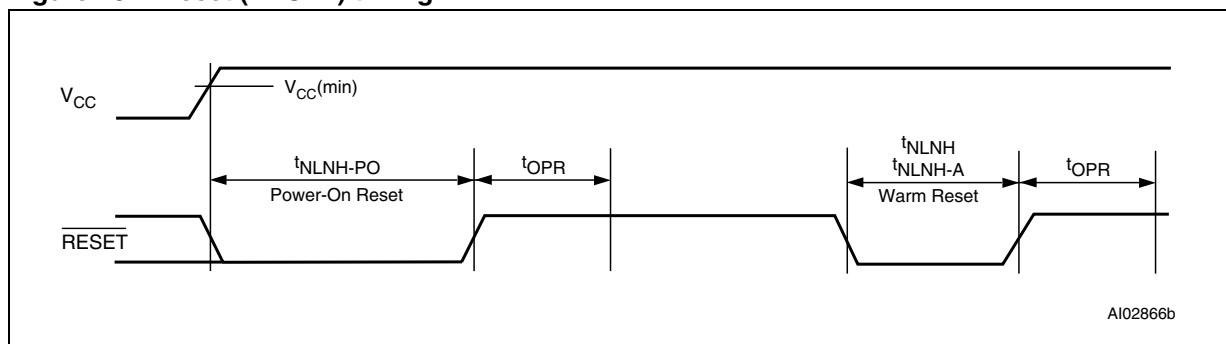 VCC
VCC(min)
tNLNH-PO
Power-On Reset
tOPR
tNLNH
tNLNH-A
Warm Reset
tOPR
RESET
AI02866b